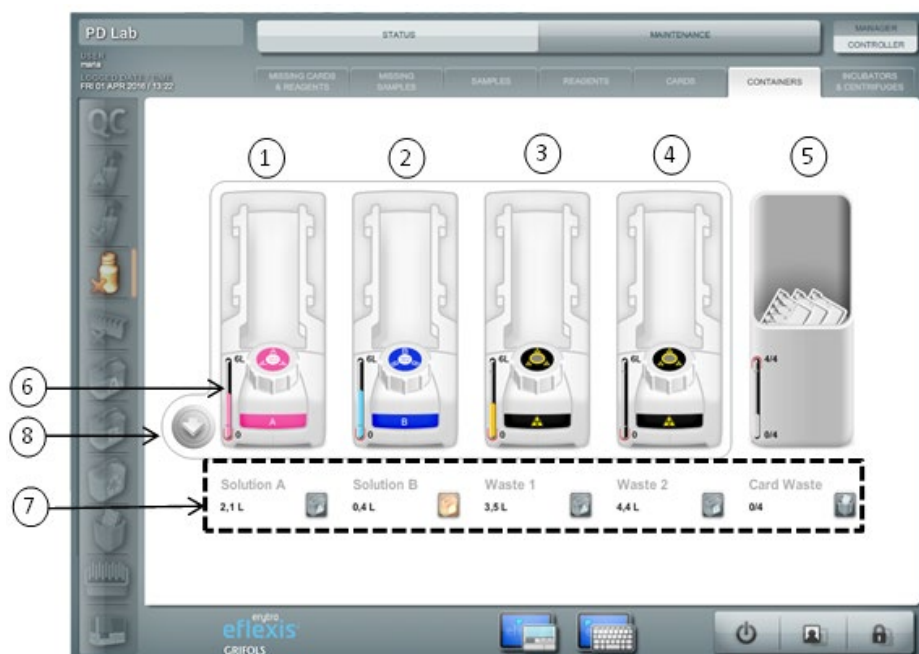 PD Lab
STATUS
MAINTENANCE
MANAGER
CONTROLLER
USER
maria
LOGGED DATE / TIME
FRI 01 APR 2016 / 13:22
MISSING CARDS & REAGENTS
MISSING SAMPLES
SAMPLES
REAGENTS
CARDS
CONTAINERS
INCUBATORS & CENTRIFUGES
QC
1
2
3
4
5
6L
6L
6L
6L
4/4
A
B
0
0
0
0
0/4
6
8
7
Solution A
Solution B
Waste 1
Waste 2
Card Waste
2,1 L
0,4 L
3,5 L
4,4 L
0/4
erytra
eflexis
GRIFOLS